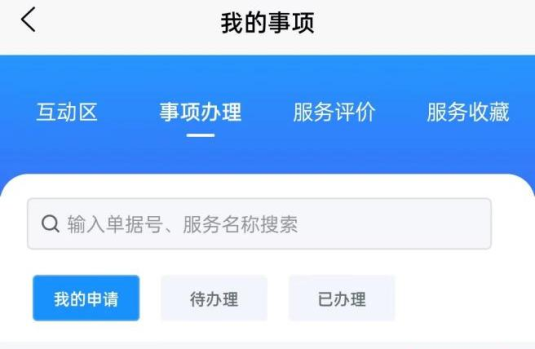 我的事项
互动区 事项办理 服务评价 服务收藏
输入单据号、服务名称搜索
我的申请 待办理 已办理